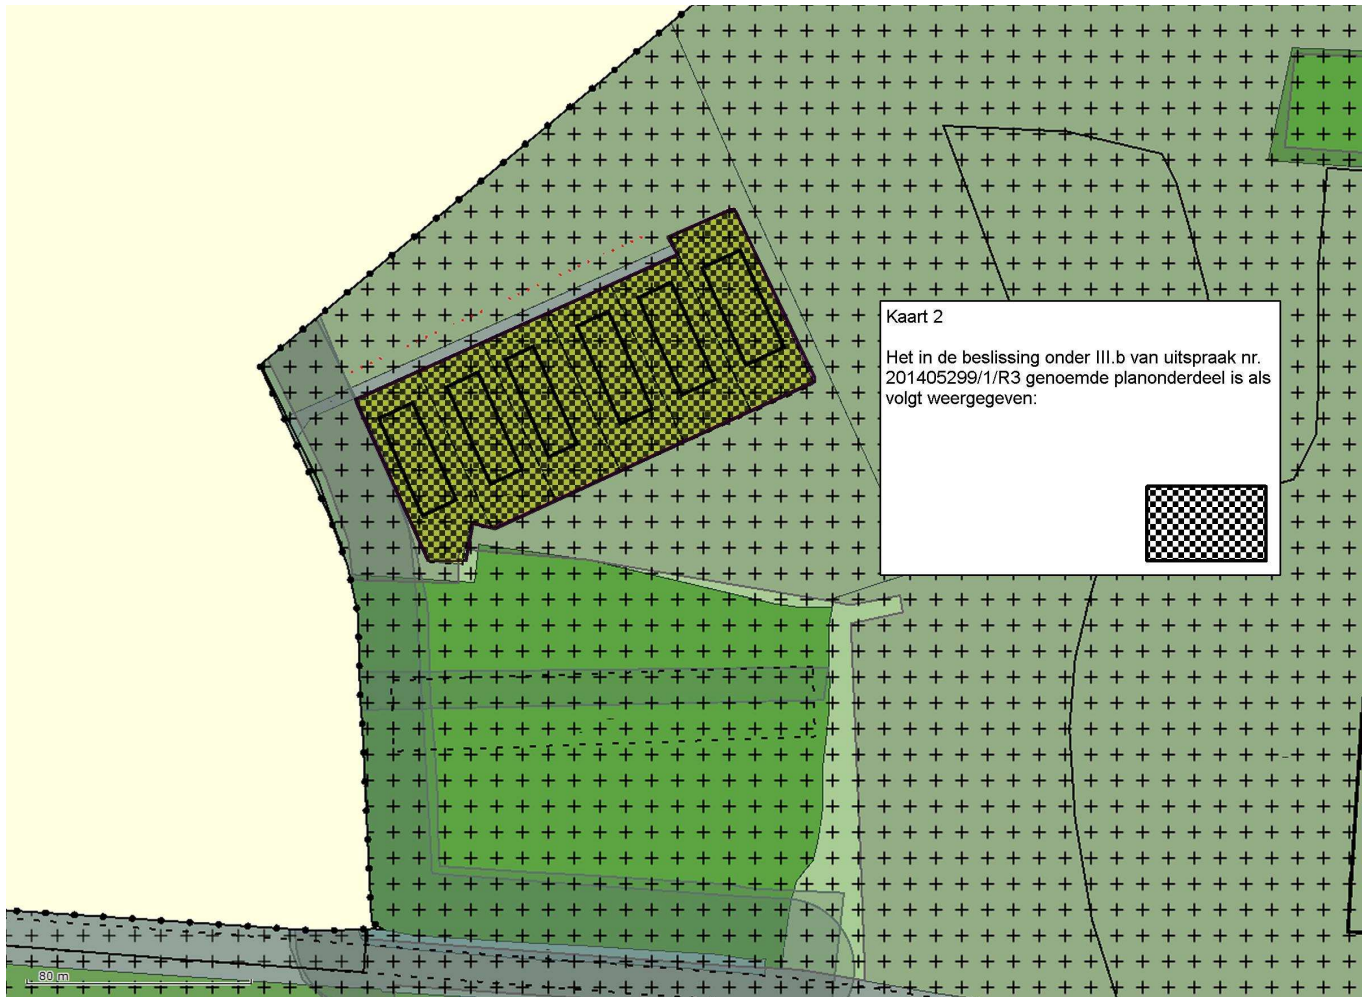 Kaart 2
Het in de beslissing onder III.b van uitspraak nr.
201405299/1/R3 genoemde planonderdeel is als
volgt weergegeven:
80 m